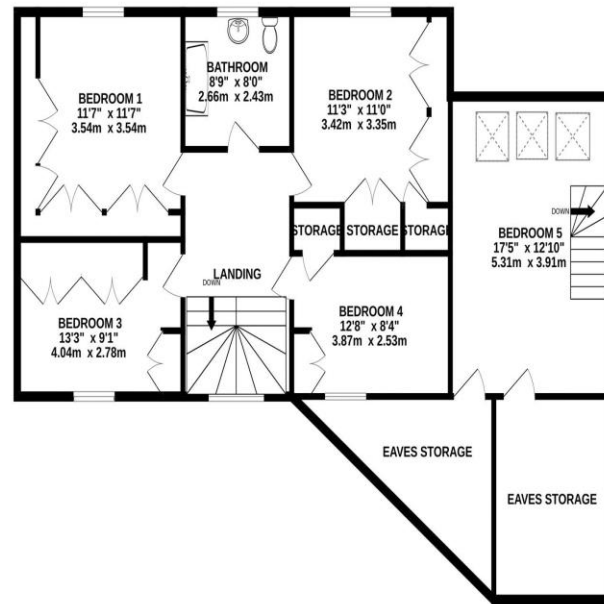 BEDROOM 1
11'7" x 11'7"
3.54m x 3.54m
BATHROOM
8'9" x 8'0"
2.66m x 2.43m
BEDROOM 2
11'3" x 11'0"
3.42m x 3.35m
STORAGE
STORAGE
STORAGE
DOWN
BEDROOM 5
17'5" x 12'10"
5.31m x 3.91m
LANDING
DOWN
BEDROOM 3
13'3" x 9'1"
4.04m x 2.78m
BEDROOM 4
12'8" x 8'4"
3.87m x 2.53m
EAVES STORAGE
EAVES STORAGE